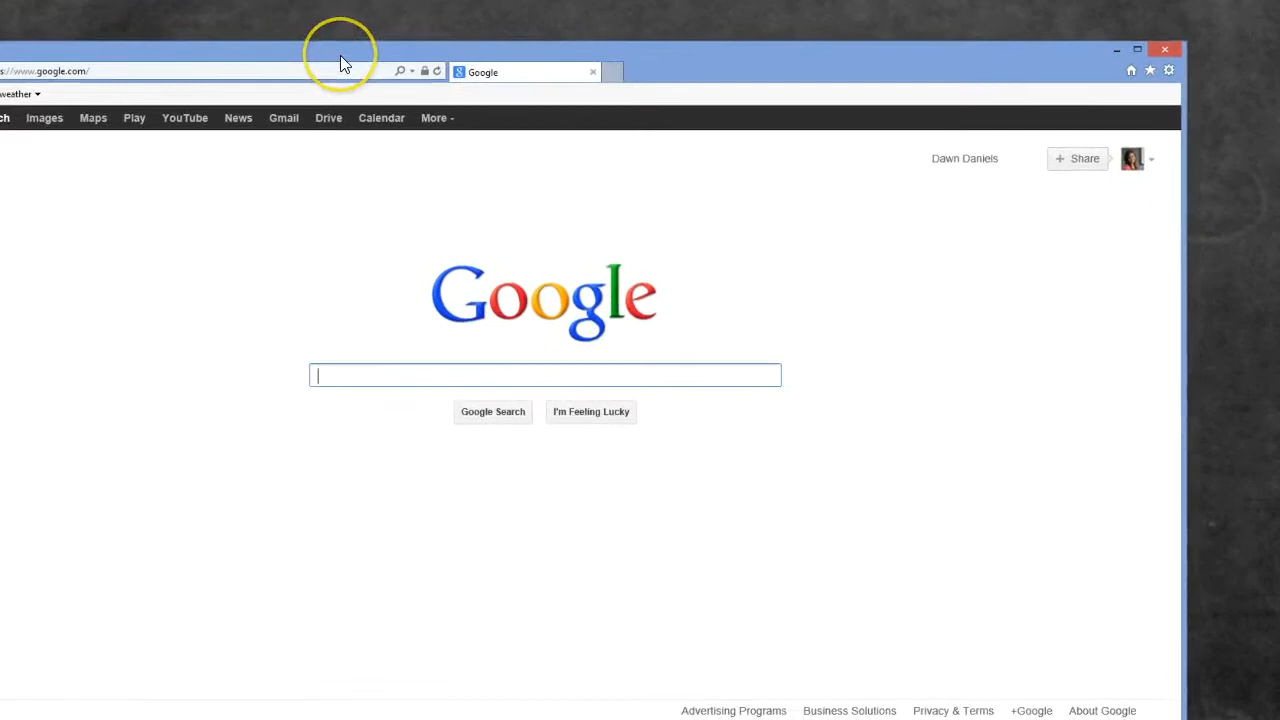 s://www.google.com/ Google
weather
ch Images Maps Play YouTube News Gmail Drive Calendar More
Dawn Daniels + Share
Google
Google Search I'm Feeling Lucky
Advertising Programs Business Solutions Privacy & Terms +Google About Google